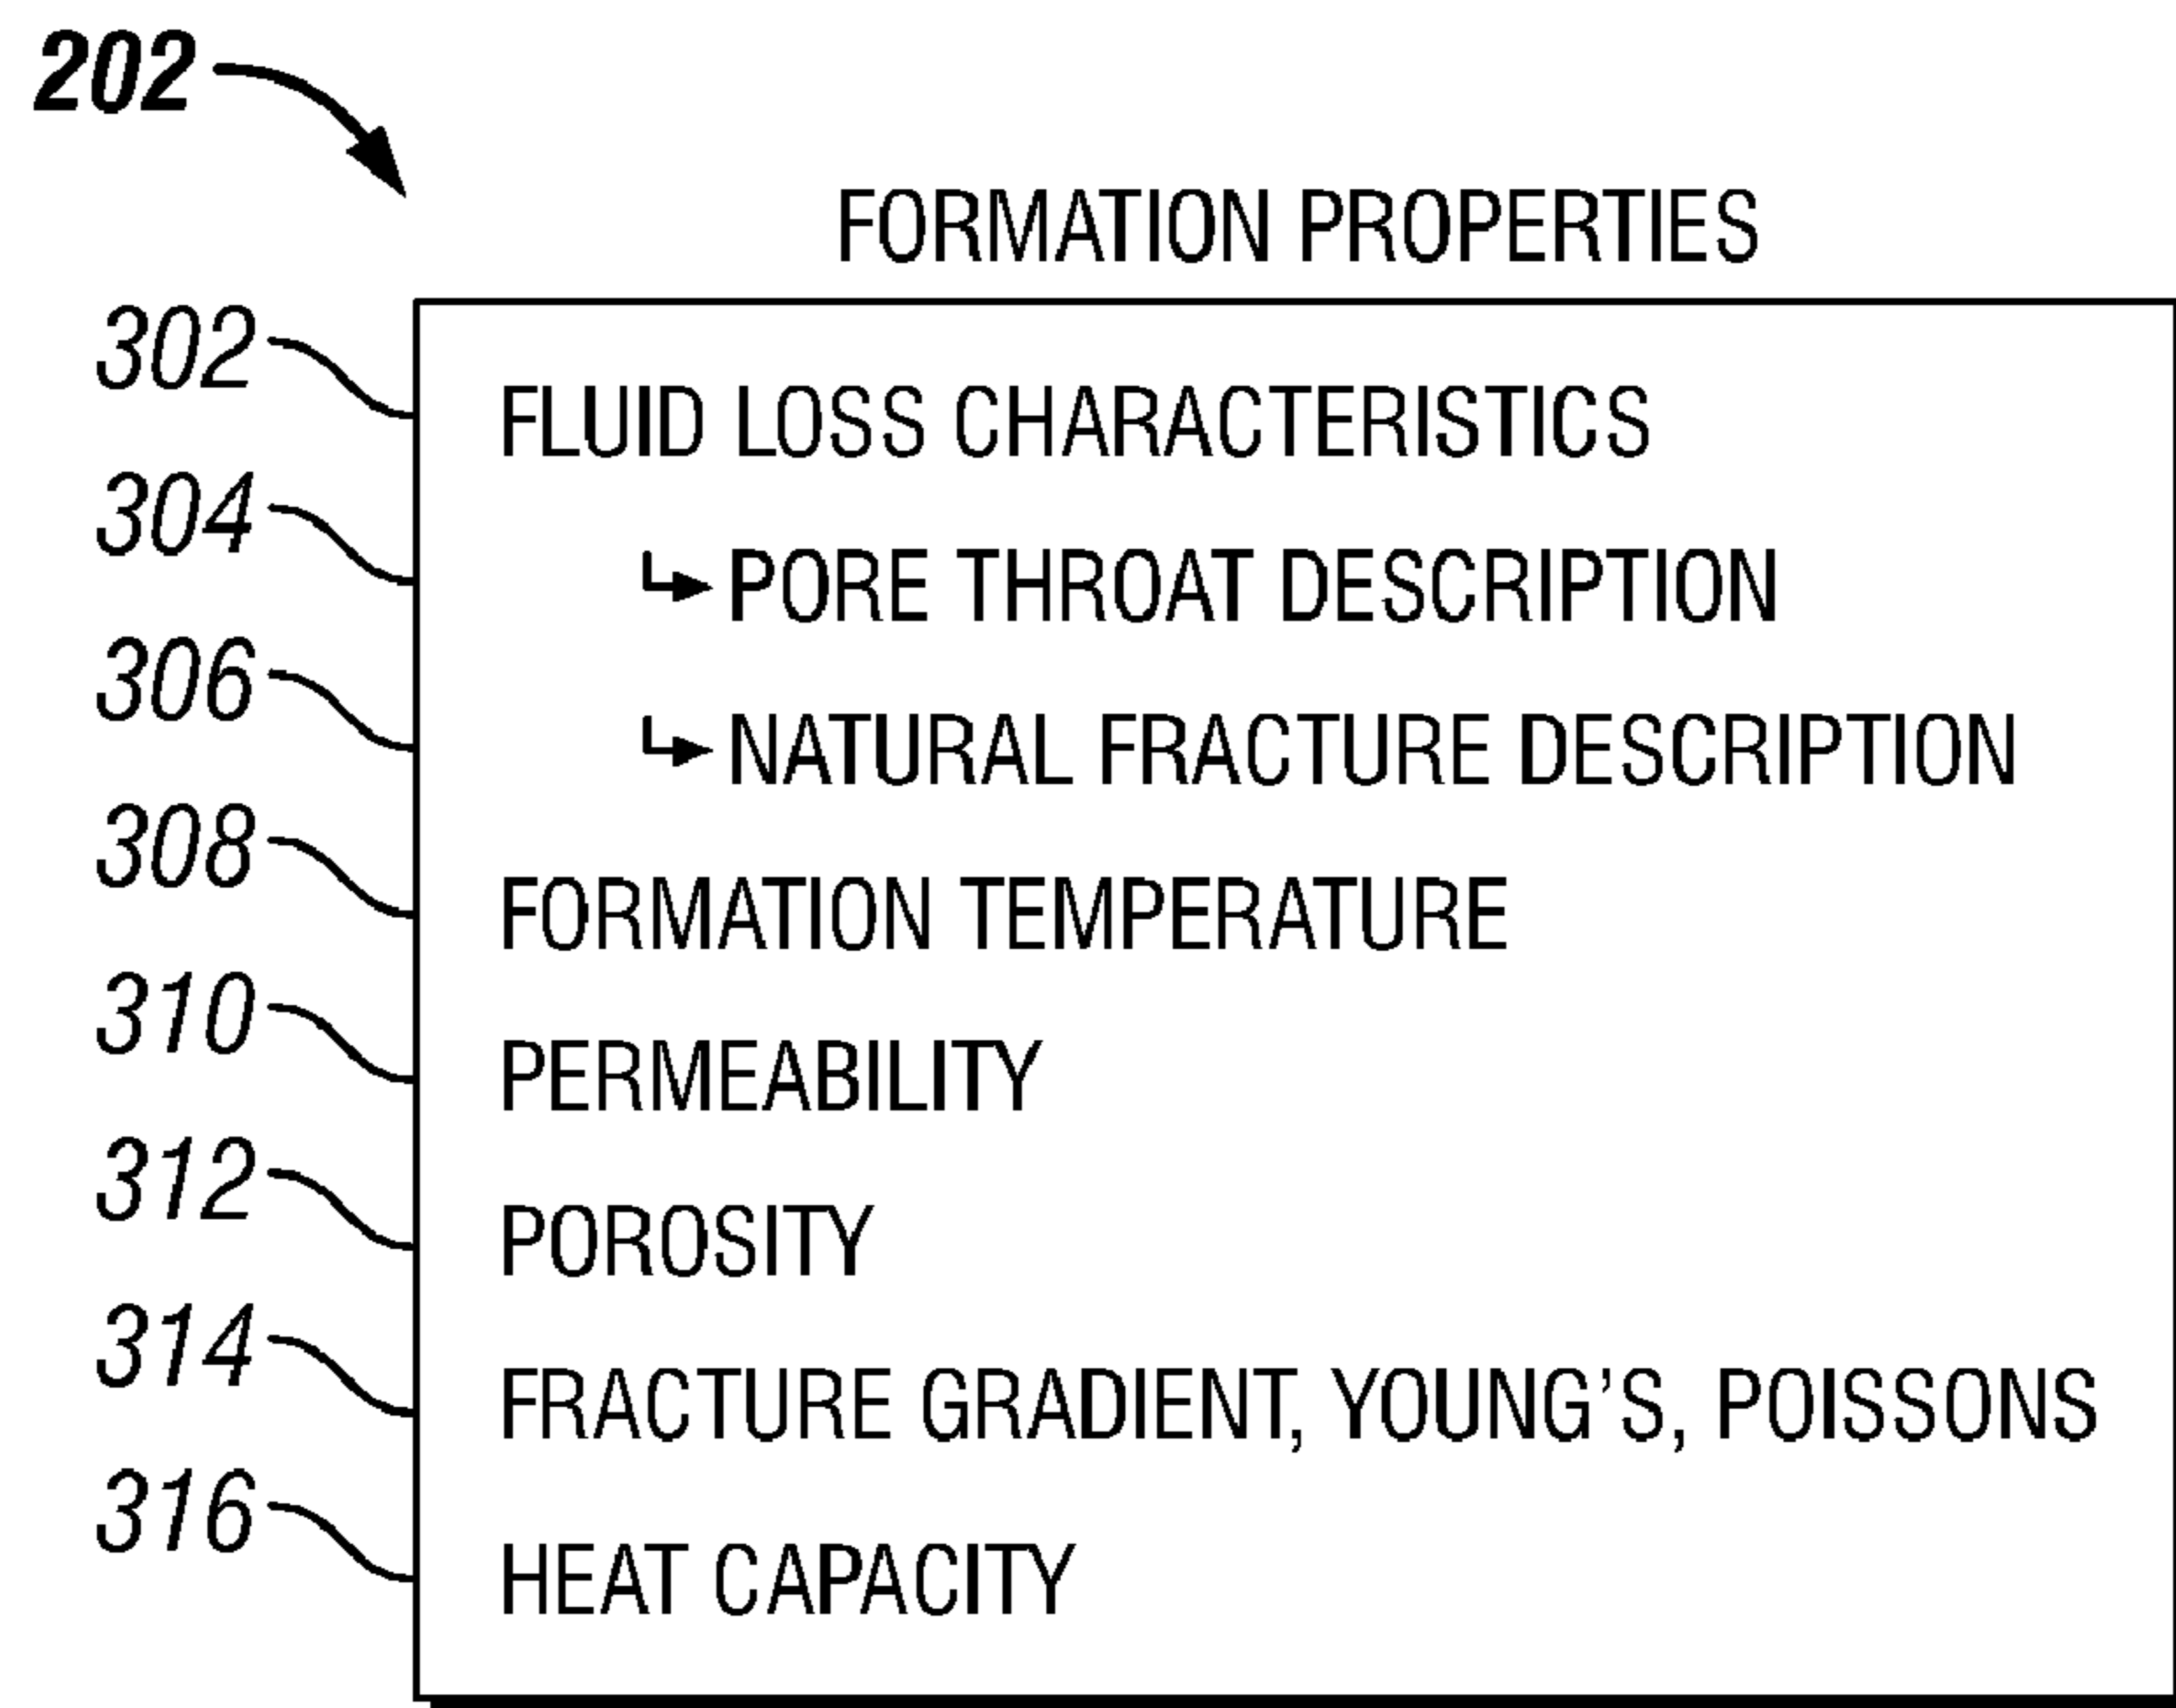 202
FORMATION PROPERTIES
302 FLUID LOSS CHARACTERISTICS
304 PORE THROAT DESCRIPTION
306 NATURAL FRACTURE DESCRIPTION
308 FORMATION TEMPERATURE
310 PERMEABILITY
312 POROSITY
314 FRACTURE GRADIENT, YOUNG'S, POISSONS
316 HEAT CAPACITY